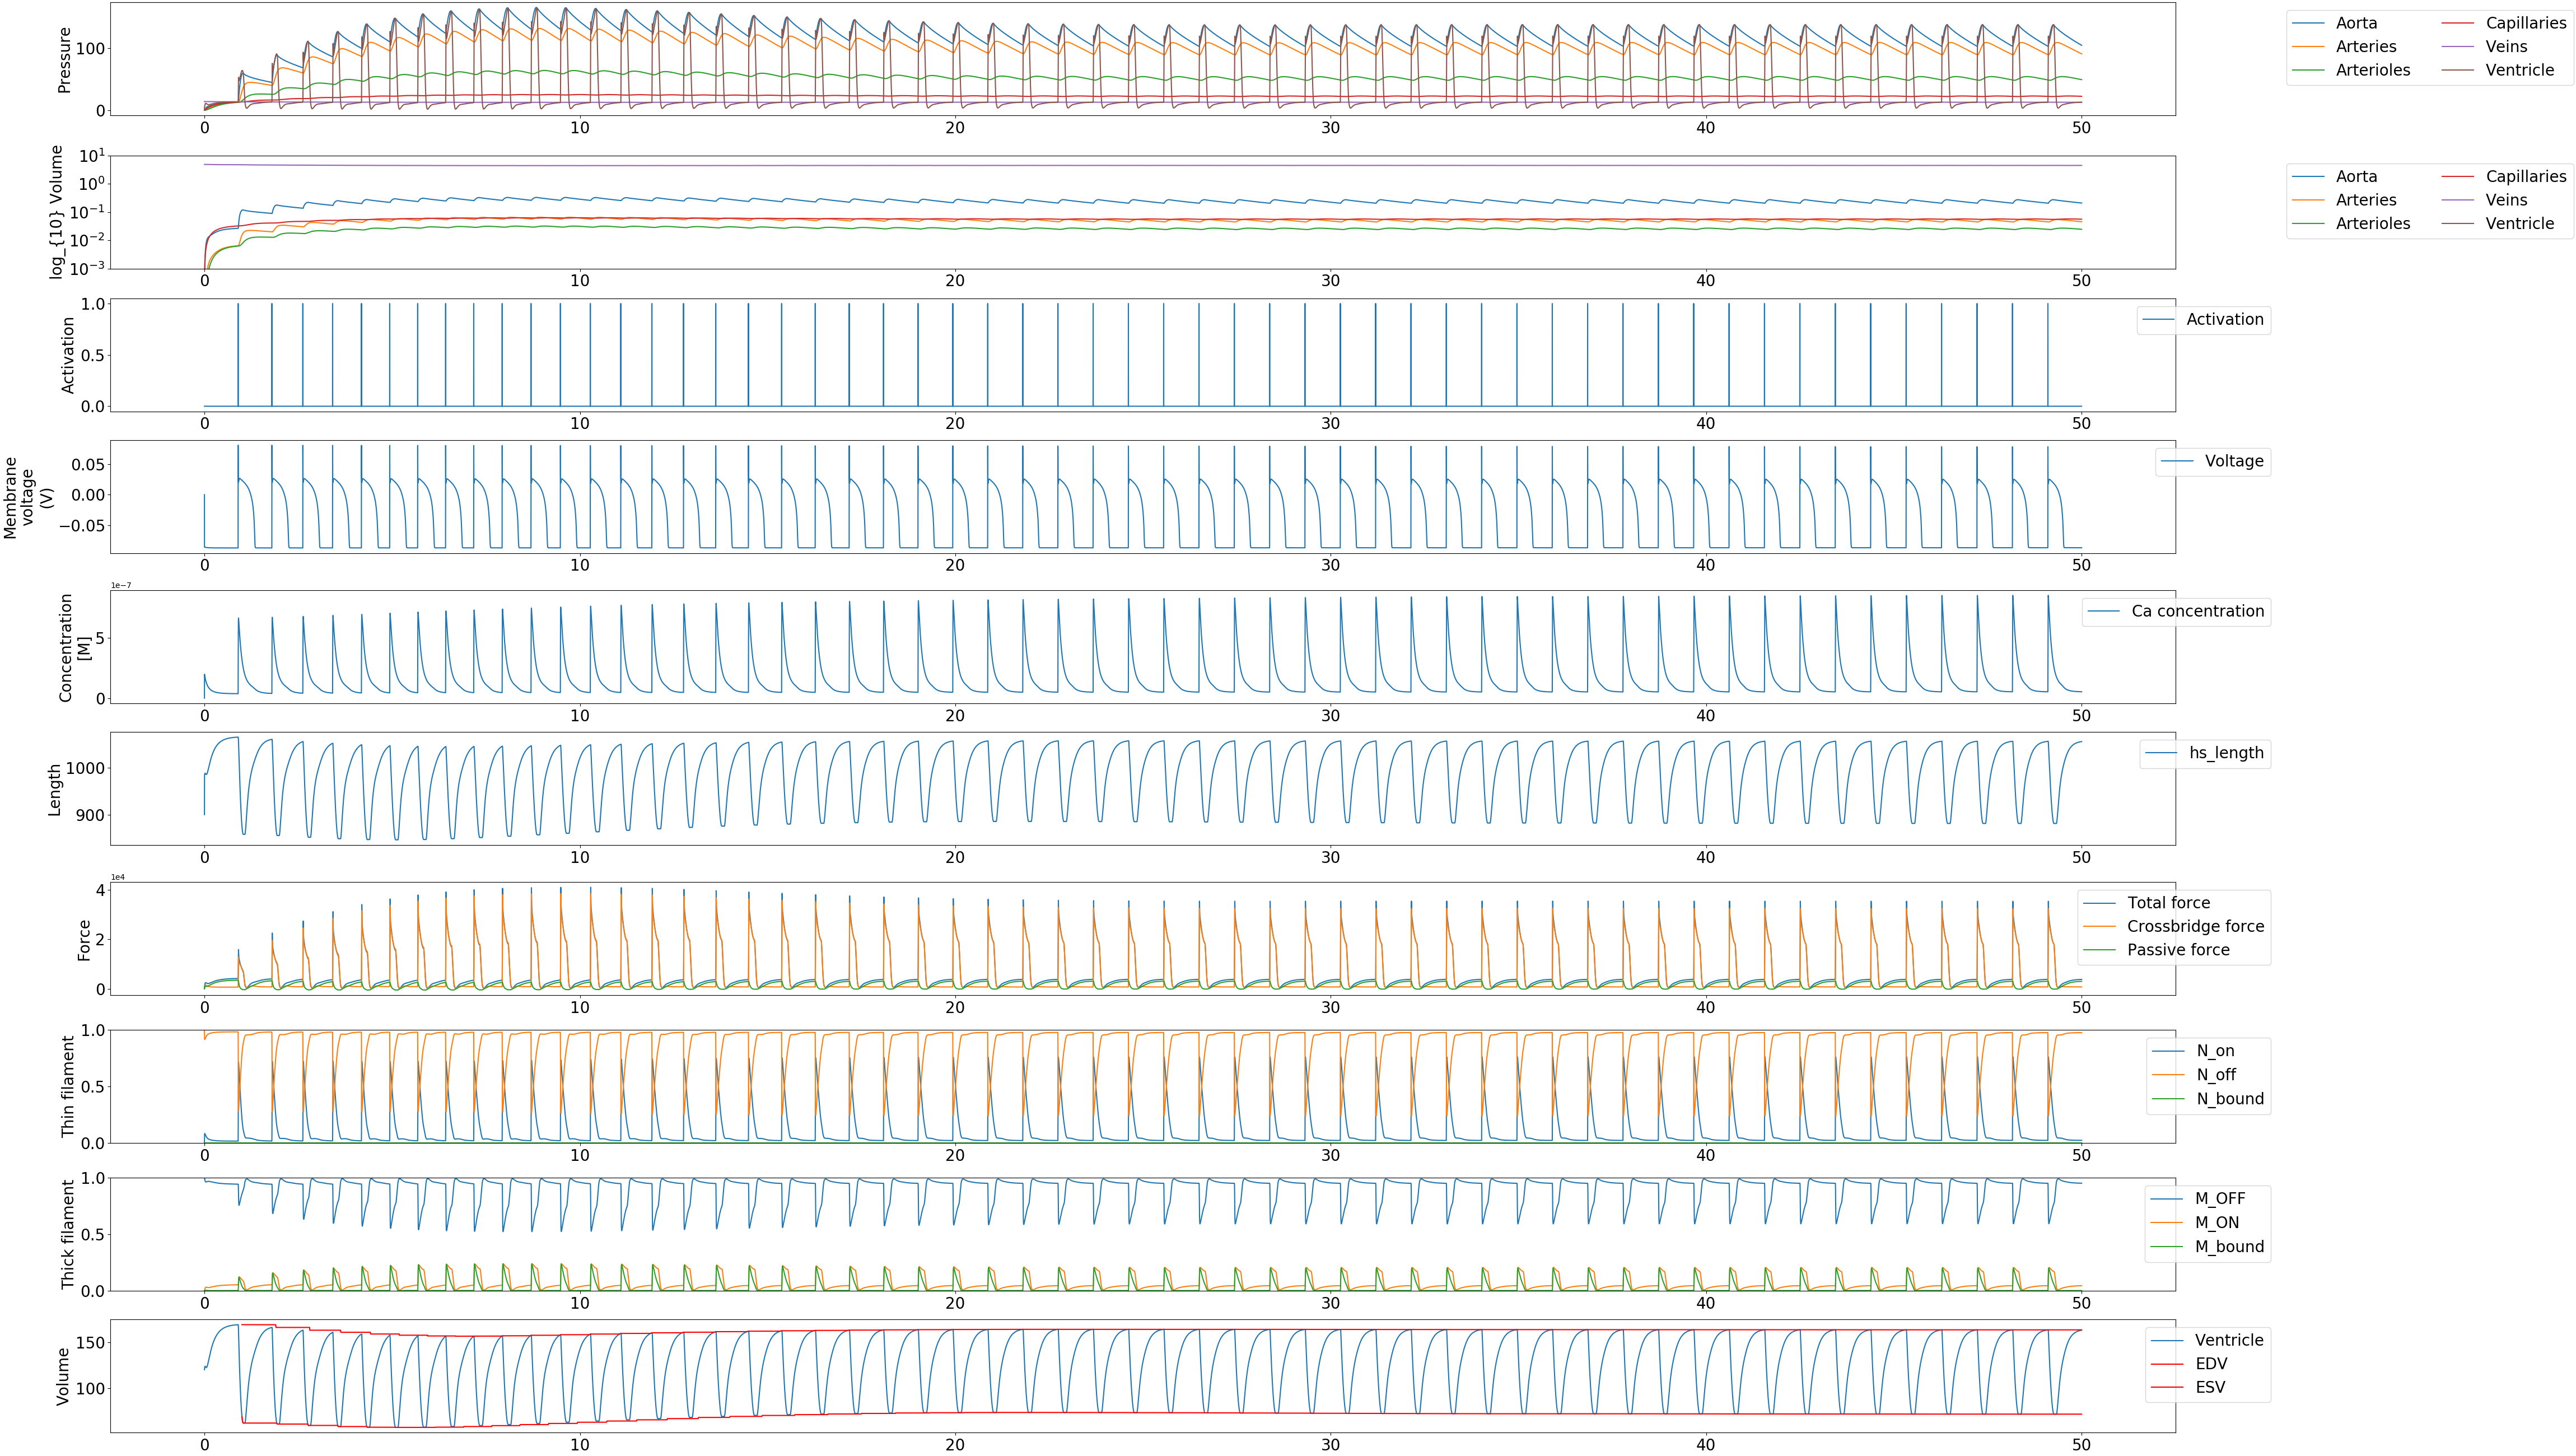 Pressure
100
0
0 10 20 30 40 50
Aorta Capillaries
Arteries Veins
Arterioles Ventricle
log_{10} Volume
10¹
10⁰
10⁻¹
10⁻²
10⁻³
0 10 20 30 40 50
Aorta Capillaries
Arteries Veins
Arterioles Ventricle
Activation
1.0
0.5
0.0
0 10 20 30 40 50
Activation
Membrane
voltage
(V)
0.05
0.00
−0.05
0 10 20 30 40 50
Voltage
Concentration
[M]
1e−7
5
0
0 10 20 30 40 50
Ca concentration
Length
1000
900
0 10 20 30 40 50
hs_length
Force
1e4
4
2
0
0 10 20 30 40 50
Total force
Crossbridge force
Passive force
Thin filament
1.0
0.5
0.0
0 10 20 30 40 50
N_on
N_off
N_bound
Thick filament
1.0
0.5
0.0
0 10 20 30 40 50
M_OFF
M_ON
M_bound
Volume
150
100
0 10 20 30 40 50
Ventricle
EDV
ESV